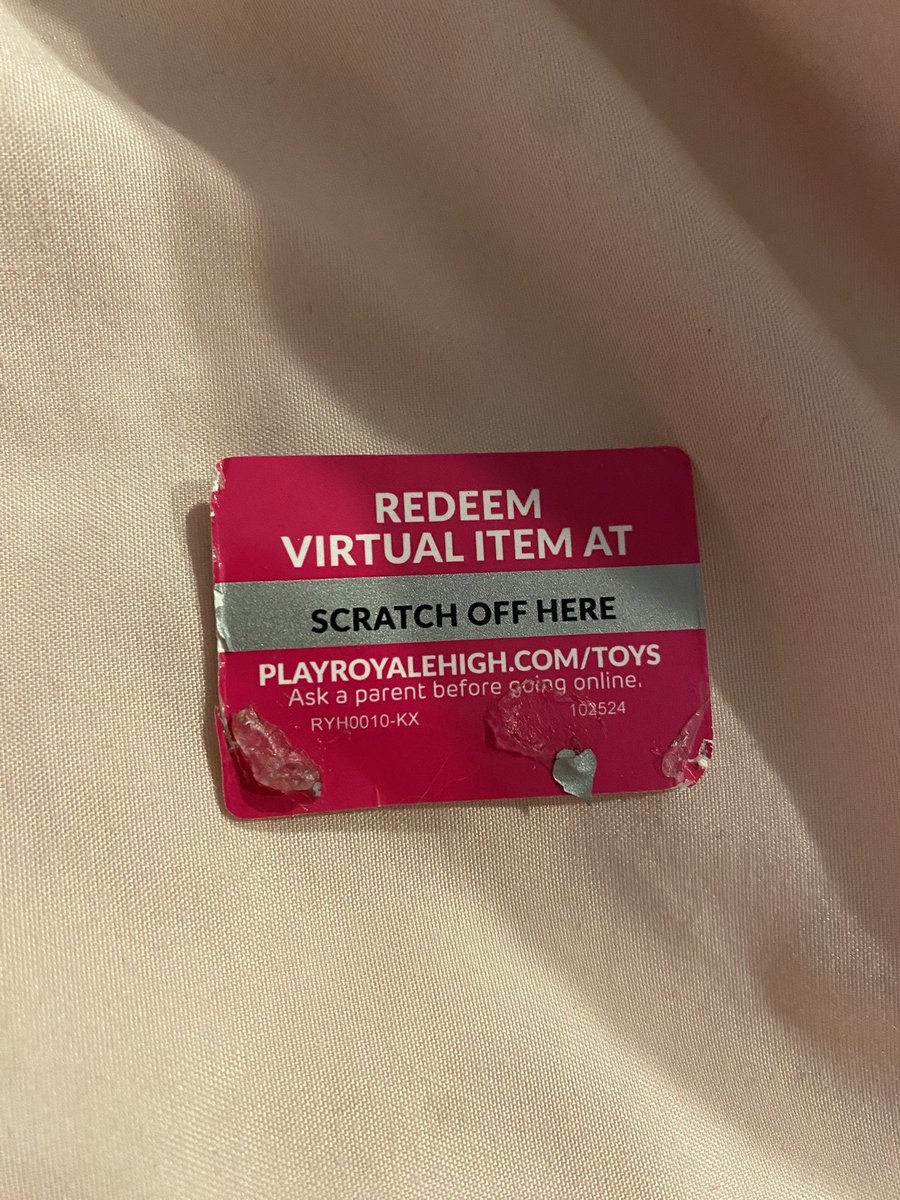 REDEEM
VIRTUAL ITEM AT
SCRATCH OFF HERE
PLAYROYALEHIGH.COM/TOYS
Ask a parent before going online.
RYH0010-KX 102524